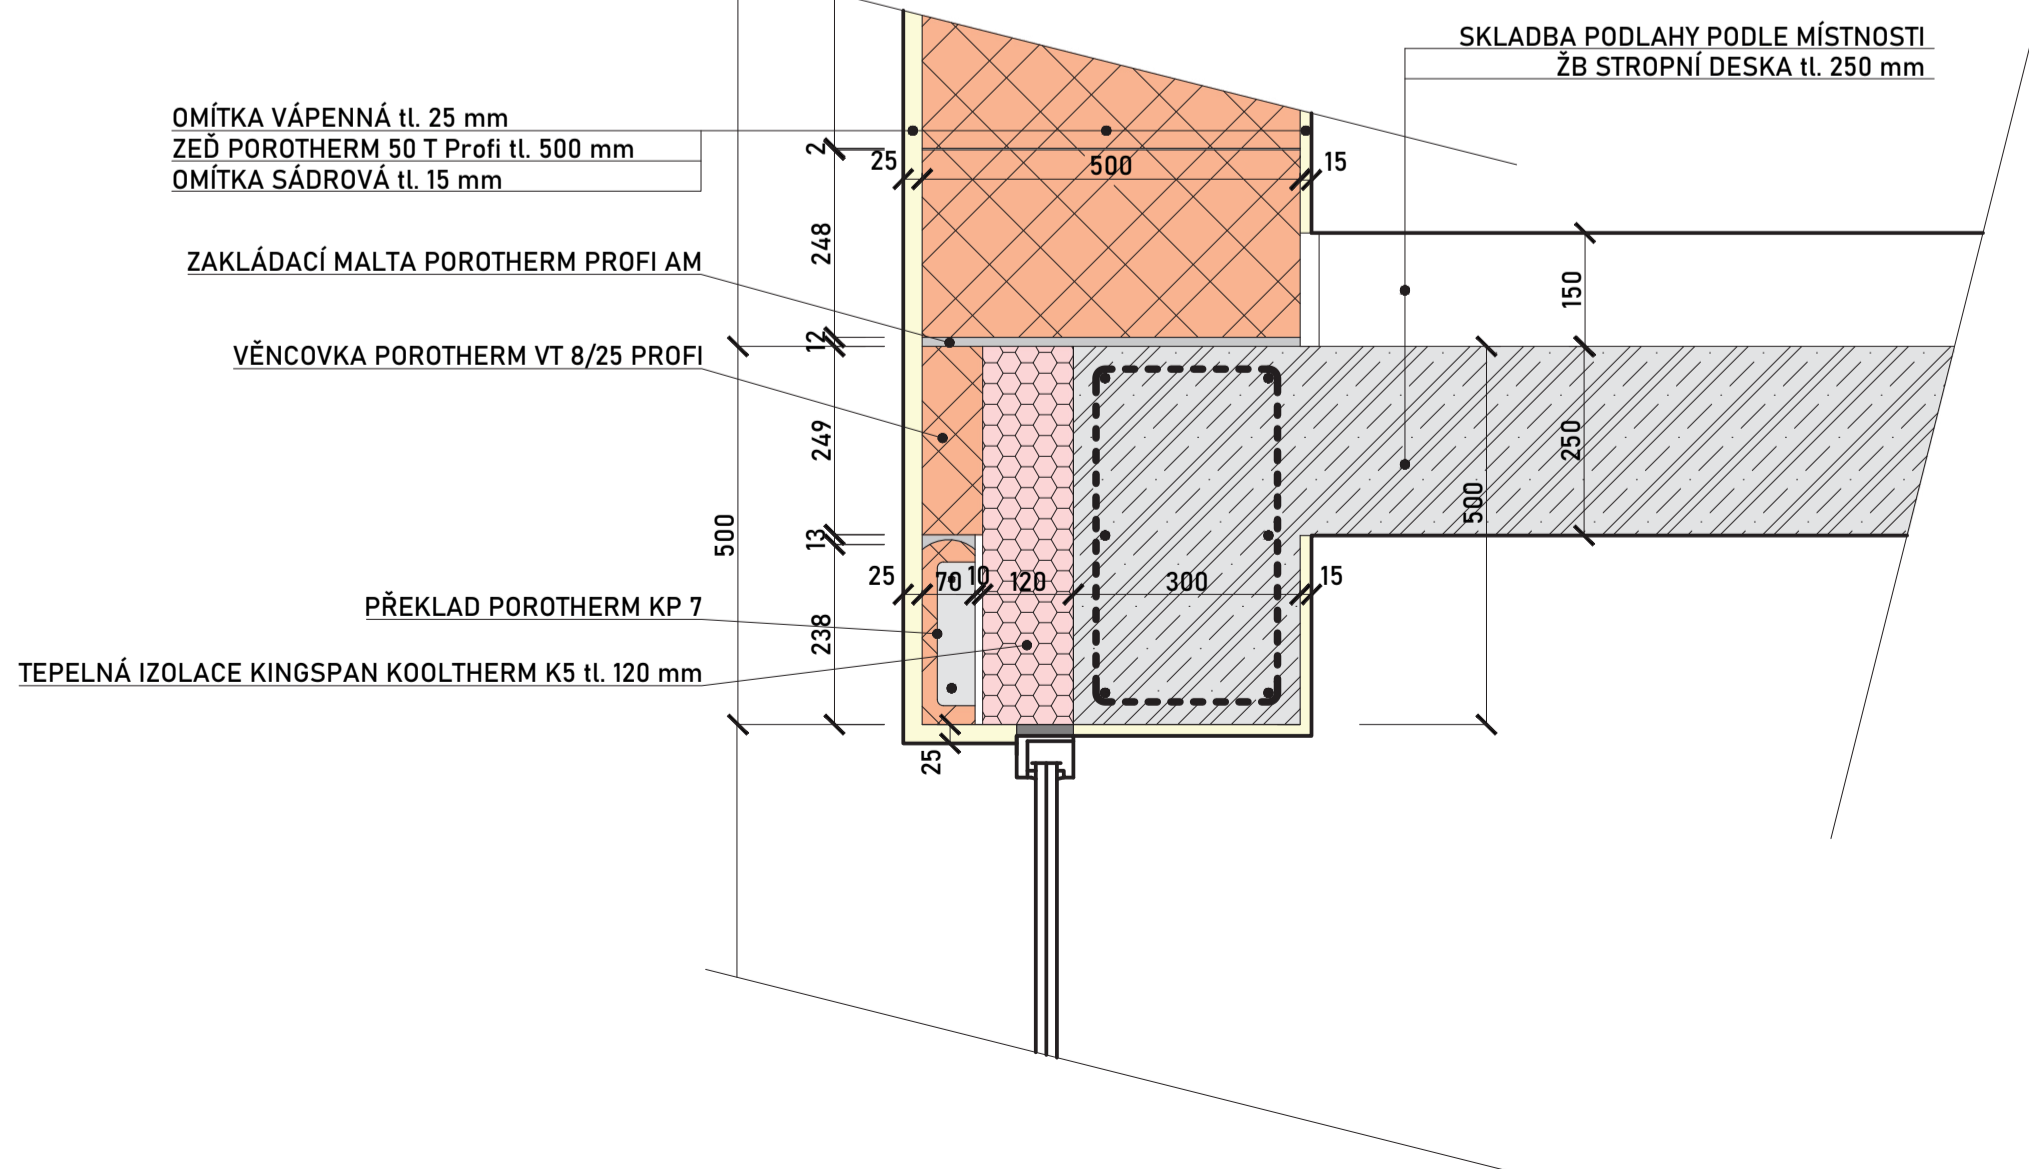 SKLADBA PODLAHY PODLE MÍSTNOSTI
ŽB STROPNÍ DESKA tl. 250 mm
OMÍTKA VÁPENNÁ tl. 25 mm
ZEĎ POROTHERM 50 T Profi tl. 500 mm
OMÍTKA SÁDROVÁ tl. 15 mm
2
25
500
15
248
ZAKLÁDACÍ MALTA POROTHERM PROFI AM
150
12
VĚNCOVKA POROTHERM VT 8/25 PROFI
249
250
500
500
13
25
70
10
120
300
15
PŘEKLAD POROTHERM KP 7
238
TEPELNÁ IZOLACE KINGSPAN KOOLTHERM K5 tl. 120 mm
25